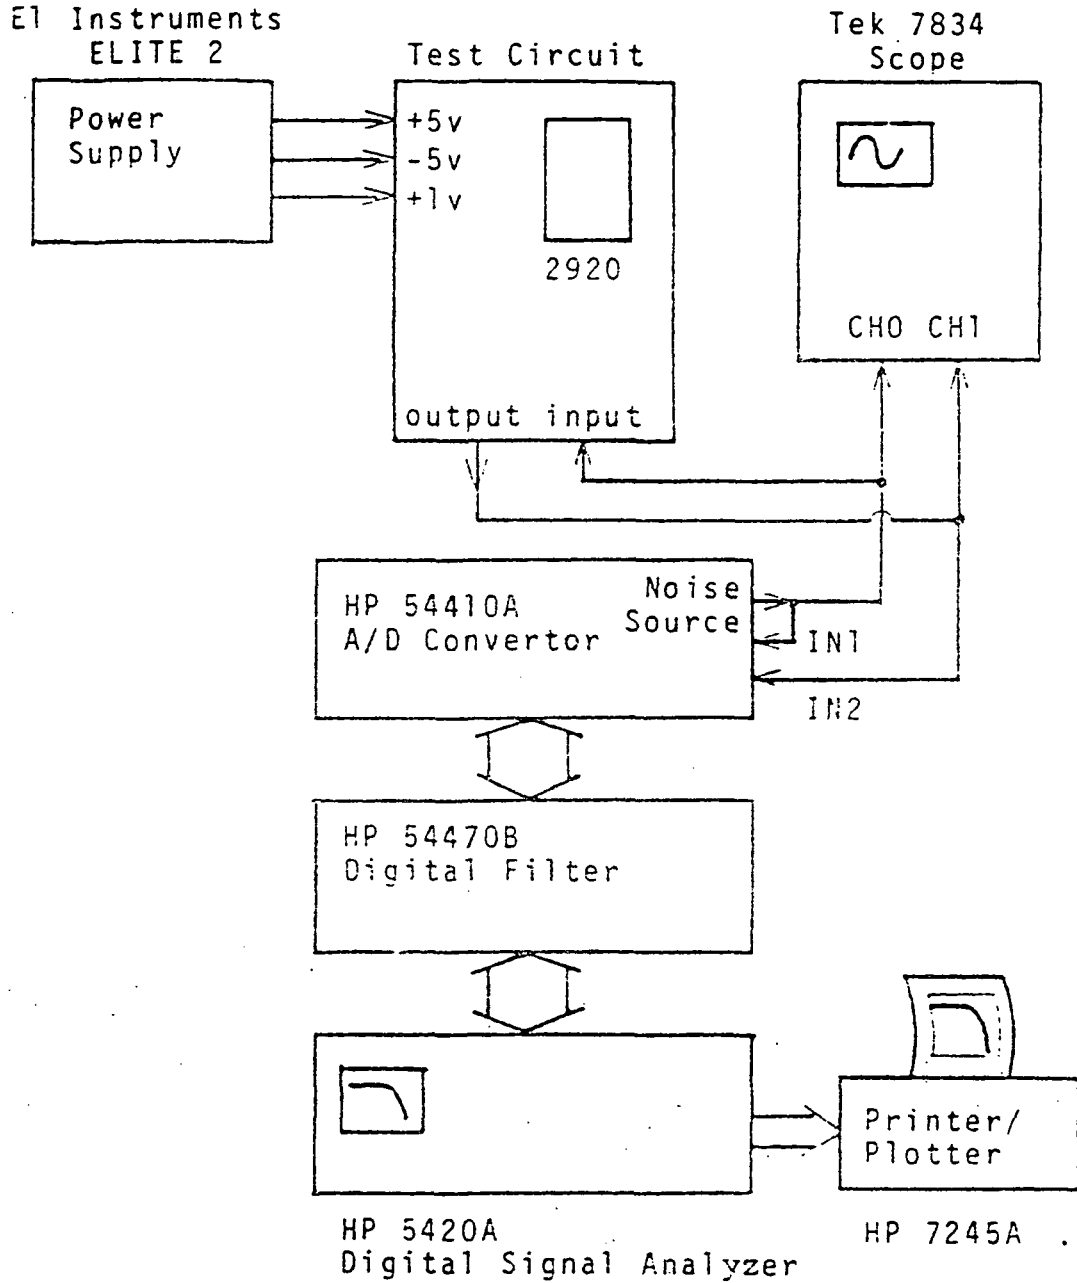 El Instruments
ELITE 2
Power
Supply
Test Circuit
+5v
-5v
+1v
2920
output input
Tek 7834
Scope
CH0 CH1
HP 54410A
A/D Convertor
Noise
Source
IN1
IN2
HP 54470B
Digital Filter
HP 5420A
Digital Signal Analyzer
Printer/
Plotter
HP 7245A